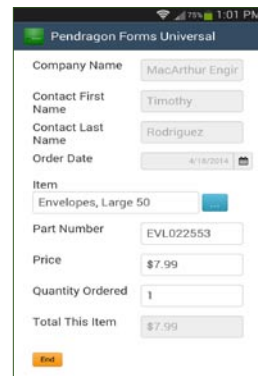 75% 1:01 PM
Pendragon Forms Universal
Company Name
MacArthur Engir
Contact First
Name
Timothy
Contact Last
Name
Rodriguez
Order Date
4/16/2014
Item
Envelopes, Large 50
...
Part Number
EVL022553
Price
$7.99
Quantity Ordered
1
Total This Item
$7.99
End